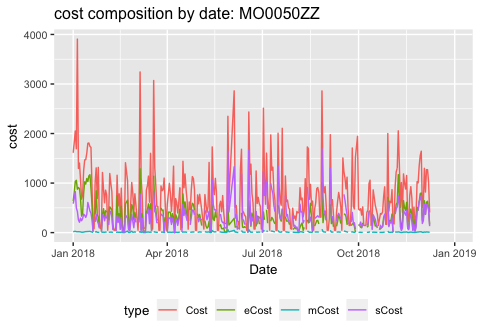 cost composition by date: MO0050ZZ
4000
3000
2000
1000
0
cost
Jan 2018
Apr 2018
Jul 2018
Oct 2018
Jan 2019
Date
type
Cost
eCost
mCost
sCost